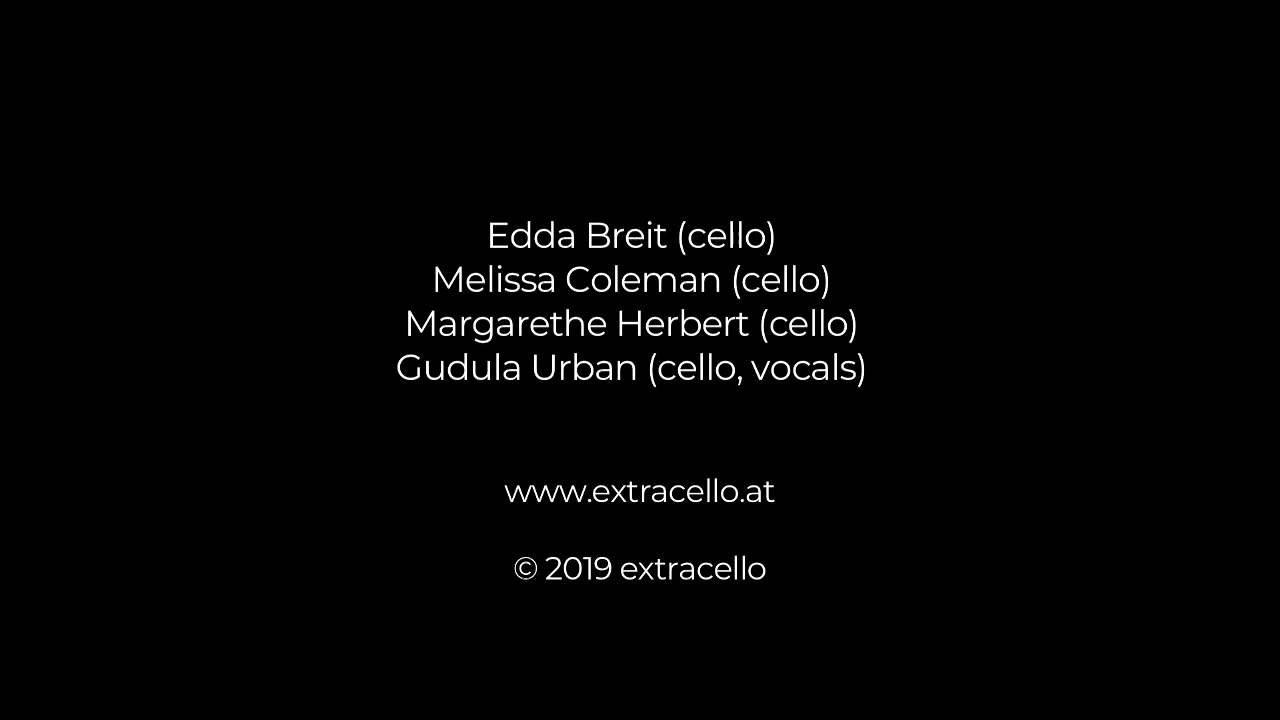 Edda Breit (cello)
Melissa Coleman (cello)
Margarethe Herbert (cello)
Gudula Urban (cello, vocals)
www.extracello.at
© 2019 extracello